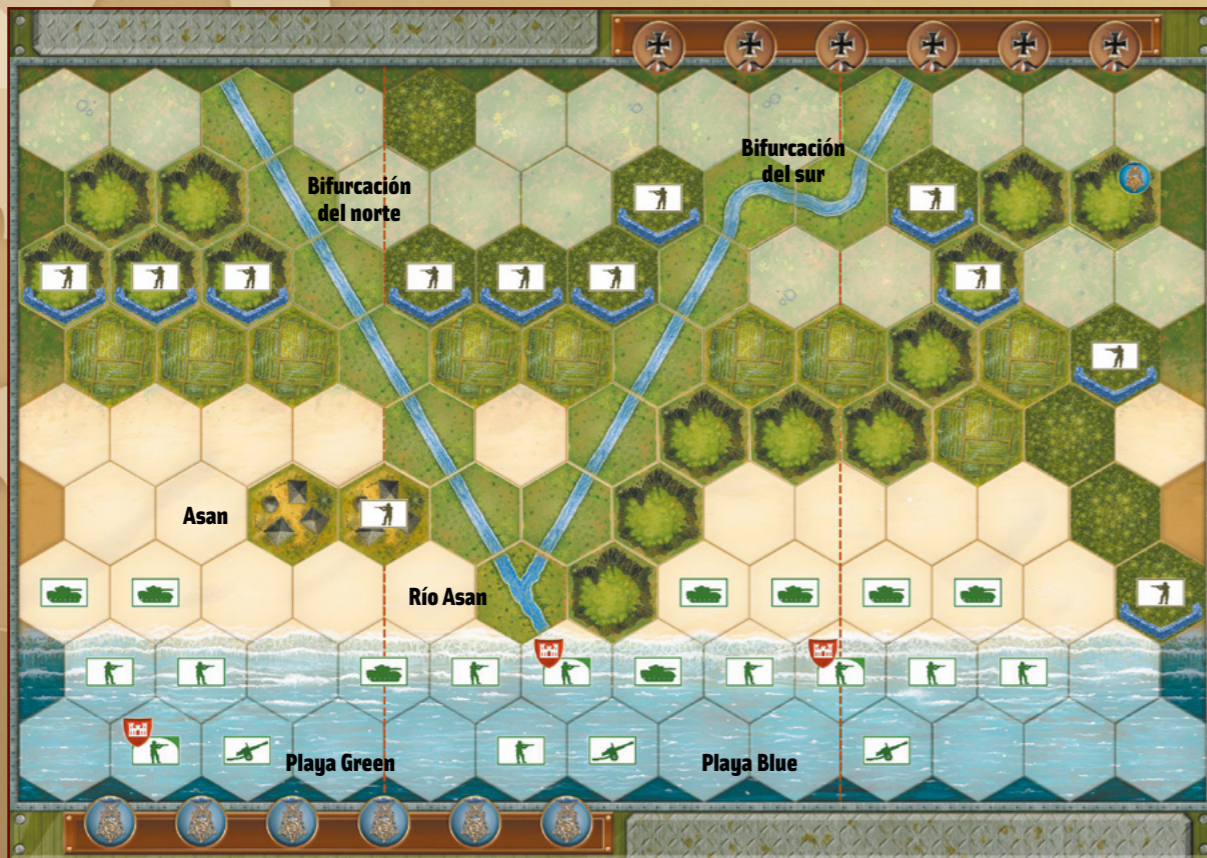 Bifurcación
del norte
Bifurcación
del sur
Asan
Río Asan
Playa Green
Playa Blue